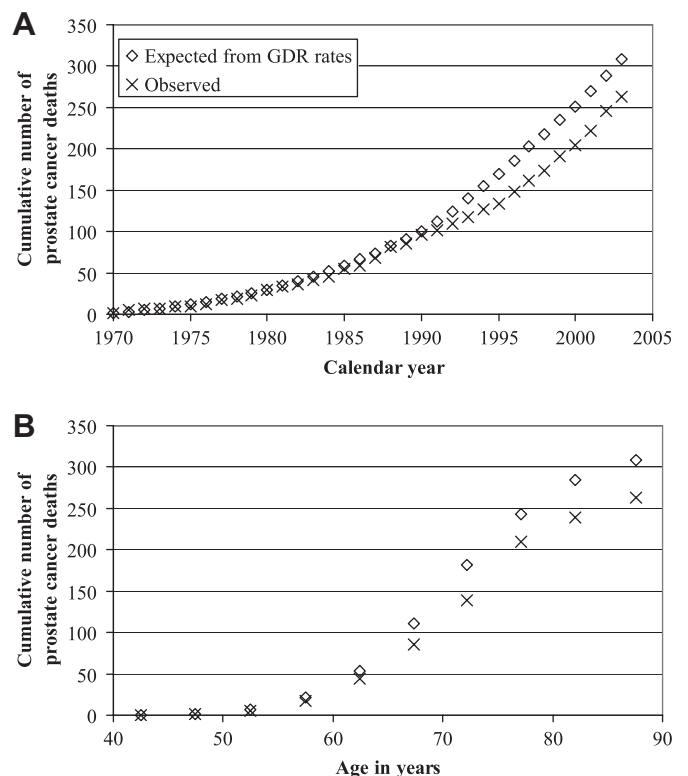 A
Cumulative number of
prostate cancer deaths
350
300
250
200
150
100
50
0
Expected from GDR rates
Observed
1970 1975 1980 1985 1990 1995 2000 2005
Calendar year
B
Cumulative number of
prostate cancer deaths
350
300
250
200
150
100
50
0
40 50 60 70 80 90
Age in years